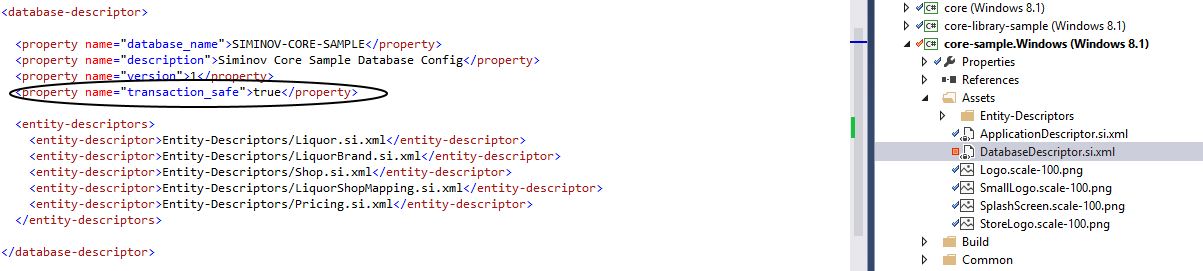 <database-descriptor>
<property name="database_name">SIMINOV-CORE-SAMPLE</property>
<property name="description">Siminov Core Sample Database Config</property>
<property name="version">1</property>
<property name="transaction_safe">true</property>
<entity-descriptors>
<entity-descriptor>Entity-Descriptors/Liquor.si.xml</entity-descriptor>
<entity-descriptor>Entity-Descriptors/LiquorBrand.si.xml</entity-descriptor>
<entity-descriptor>Entity-Descriptors/Shop.si.xml</entity-descriptor>
<entity-descriptor>Entity-Descriptors/LiquorShopMapping.si.xml</entity-descriptor>
<entity-descriptor>Entity-Descriptors/Pricing.si.xml</entity-descriptor>
</entity-descriptors>
</database-descriptor>
C# core (Windows 8.1)
C# core-library-sample (Windows 8.1)
C# core-sample.Windows (Windows 8.1)
Properties
References
Assets
Entity-Descriptors
ApplicationDescriptor.si.xml
DatabaseDescriptor.si.xml
Logo.scale-100.png
SmallLogo.scale-100.png
SplashScreen.scale-100.png
StoreLogo.scale-100.png
Build
Common